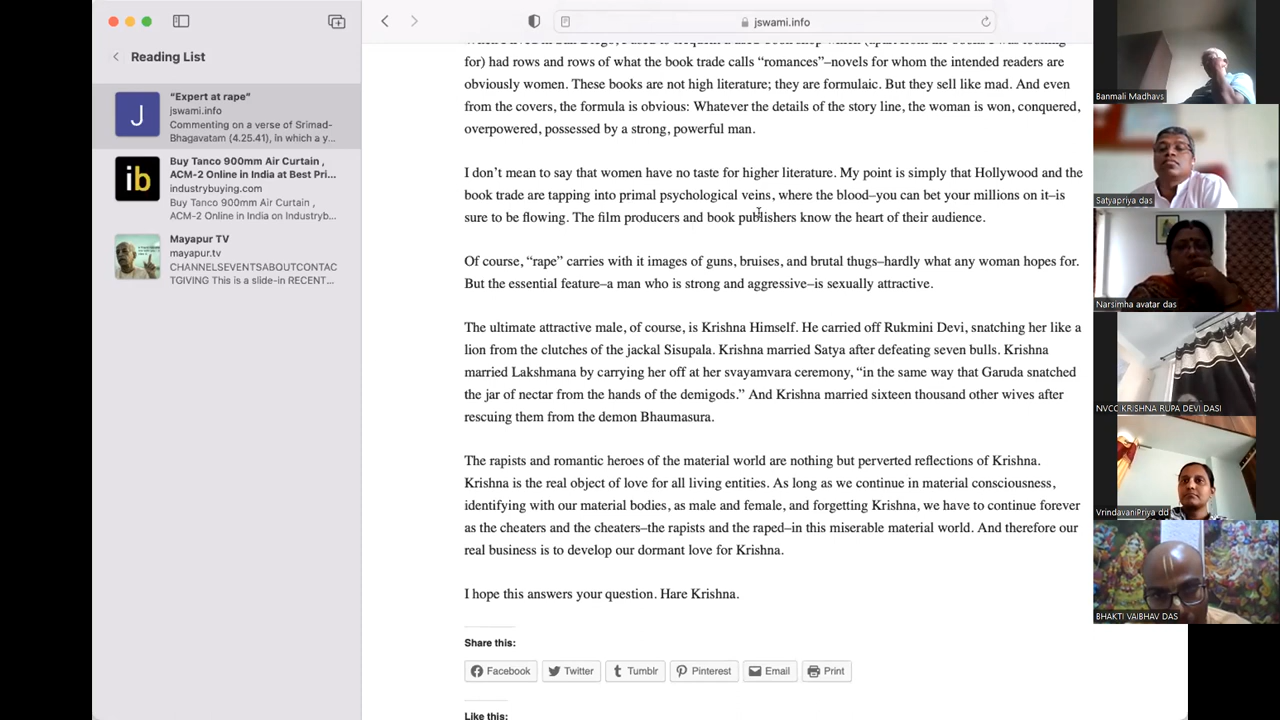 jswami.info
Reading List
“Expert at rape”
jswami.info
Commenting on a verse of Srimad-
Bhagavatam (4.25.41), in which a y...
Buy Tanco 900mm Air Curtain ,
ACM-2 Online in India at Best Pri...
industrybuying.com
Buy Tanco 900mm Air Curtain ,
ACM-2 Online in India on Industryb...
Mayapur TV
mayapur.tv
CHANNELSEVENTSABOUTCONTAC
TGIVING This is a slide-in RECENT...
for) had rows and rows of what the book trade calls “romances”–novels for whom the intended readers are
obviously women. These books are not high literature; they are formulaic. But they sell like mad. And even
from the covers, the formula is obvious: Whatever the details of the story line, the woman is won, conquered,
overpowered, possessed by a strong, powerful man.
I don’t mean to say that women have no taste for higher literature. My point is simply that Hollywood and the
book trade are tapping into primal psychological veins, where the blood–you can bet your millions on it–is
sure to be flowing. The film producers and book publishers know the heart of their audience.
Of course, “rape” carries with it images of guns, bruises, and brutal thugs–hardly what any woman hopes for.
But the essential feature–a man who is strong and aggressive–is sexually attractive.
The ultimate attractive male, of course, is Krishna Himself. He carried off Rukmini Devi, snatching her like a
lion from the clutches of the jackal Sisupala. Krishna married Satya after defeating seven bulls. Krishna
married Lakshmana by carrying her off at her svayamvara ceremony, “in the same way that Garuda snatched
the jar of nectar from the hands of the demigods.” And Krishna married sixteen thousand other wives after
rescuing them from the demon Bhaumasura.
The rapists and romantic heroes of the material world are nothing but perverted reflections of Krishna.
Krishna is the real object of love for all living entities. As long as we continue in material consciousness,
identifying with our material bodies, as male and female, and forgetting Krishna, we have to continue forever
as the cheaters and the cheaters–the rapists and the raped–in this miserable material world. And therefore our
real business is to develop our dormant love for Krishna.
I hope this answers your question. Hare Krishna.
Share this:
Facebook Twitter Tumblr Pinterest Email Print
Like this:
Banmali Madhavs
Satyapriya das
Narsimha avatar das
NVCC KRISHNA RUPA DEVI DASI
VrindavaniPriya dd
BHAKTI VAIBHAV DAS
J
ib